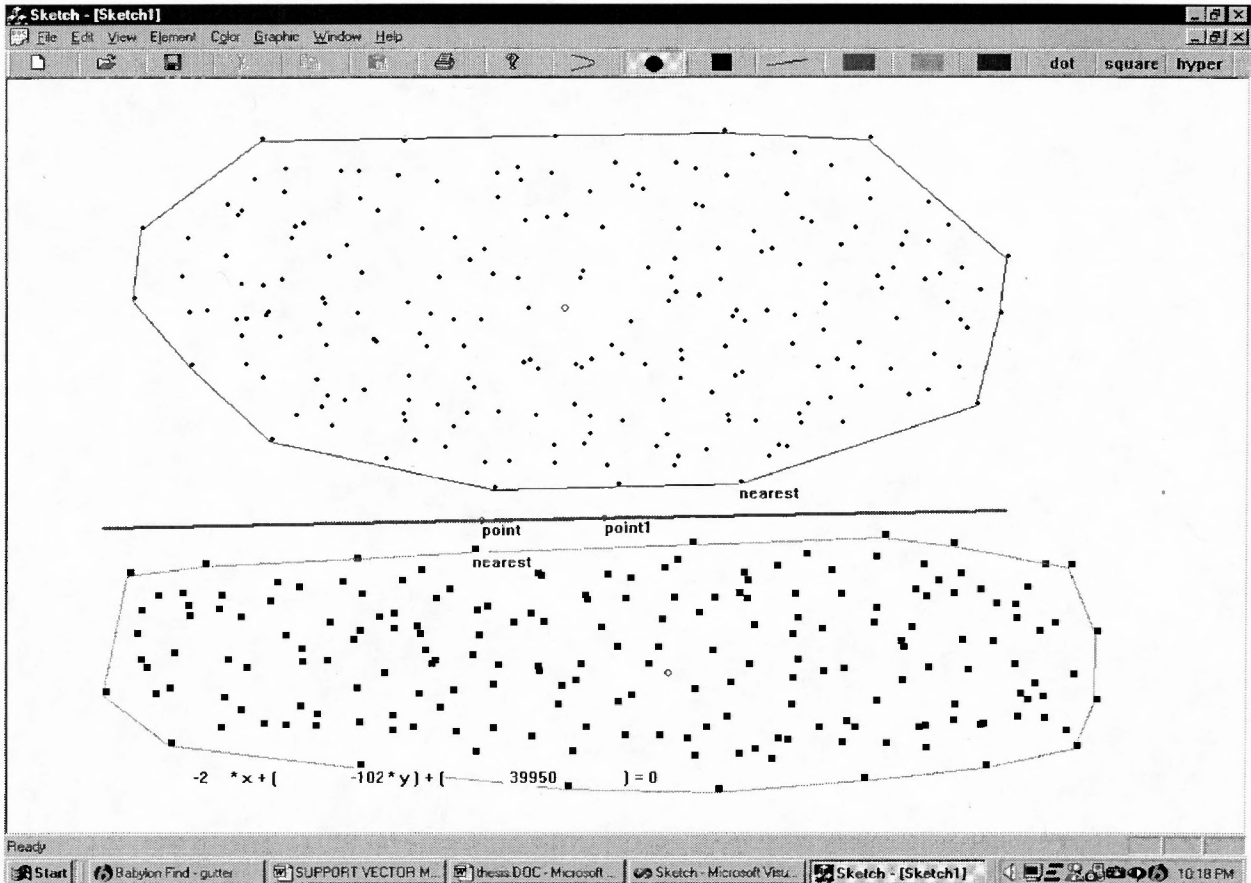 Sketch - [Sketch1]
File Edit View Element Color Graphic Window Help
dot square hyper
nearest
point point1
nearest
-2 * x + ( -102 * y ) + ( 39950 ) = 0
Ready
Start Babylon Find - gutter SUPPORT VECTOR M... thesis.DOC - Microsoft ... Sketch - Microsoft Visu... Sketch - [Sketch1] 10:18 PM